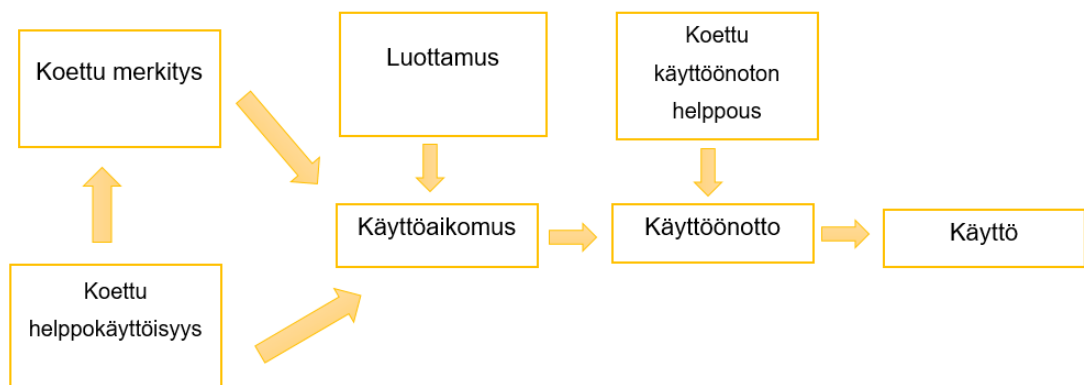 Koettu merkitys
Luottamus
Koettu
käyttöönoton
helppous
Käyttöaikomus
Käyttöönotto
Käyttö
Koettu
helppokäyttöisyys